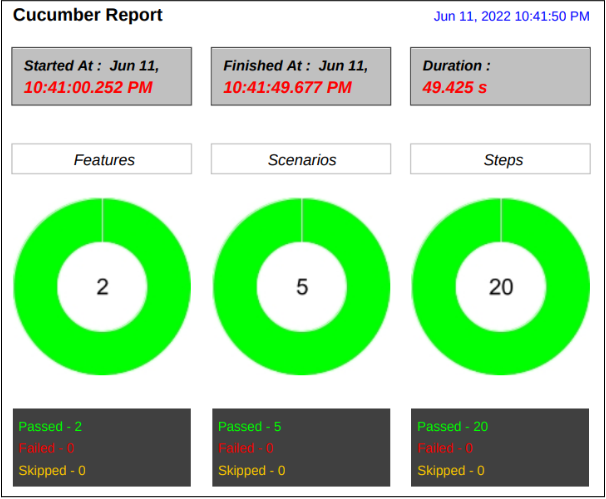 Cucumber Report
Jun 11, 2022 10:41:50 PM
Started At : Jun 11,
10:41:00.252 PM
Finished At : Jun 11,
10:41:49.677 PM
Duration :
49.425 s
Features
Scenarios
Steps
2
5
20
Passed - 2
Failed - 0
Skipped - 0
Passed - 5
Failed - 0
Skipped - 0
Passed - 20
Failed - 0
Skipped - 0